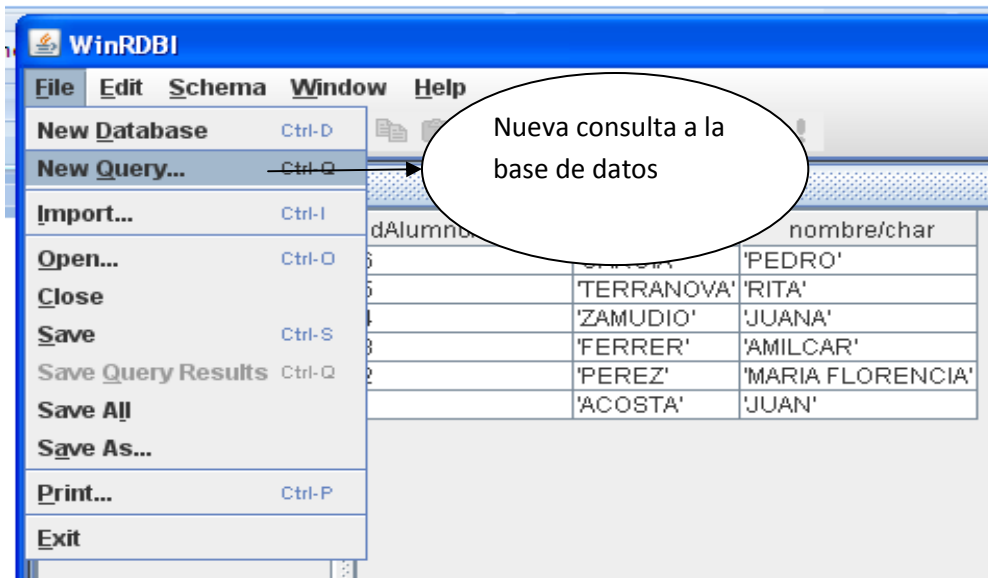 WinRDBI
File Edit Schema Window Help
New Database Ctrl-D
New Query... Ctrl-Q
Import... Ctrl-I
Open... Ctrl-O
Close
Save Ctrl-S
Save Query Results Ctrl-Q
Save All
Save As...
Print... Ctrl-P
Exit
Nueva consulta a la
base de datos
nombre/char
'PEDRO'
'TERRANOVA' 'RITA'
'ZAMUDIO' 'JUANA'
'FERRER' 'AMILCAR'
'PEREZ' 'MARIA FLORENCIA'
'ACOSTA' 'JUAN'